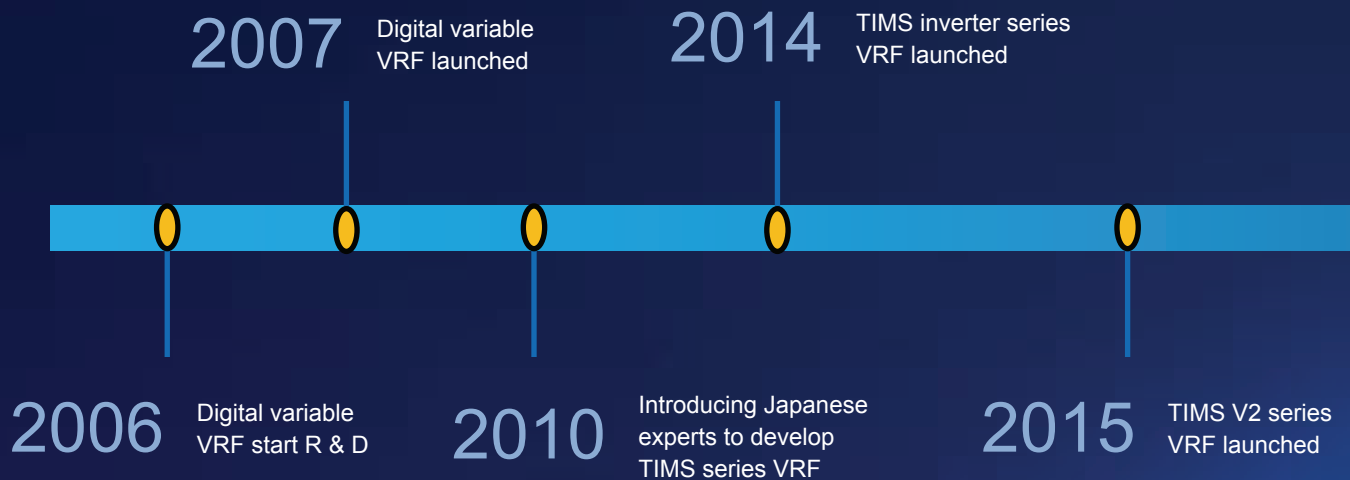 2007
Digital variable
VRF launched
2014
TIMS inverter series
VRF launched
2006
Digital variable
VRF start R & D
2010
Introducing Japanese
experts to develop
TIMS series VRF
2015
TIMS V2 series
VRF launched